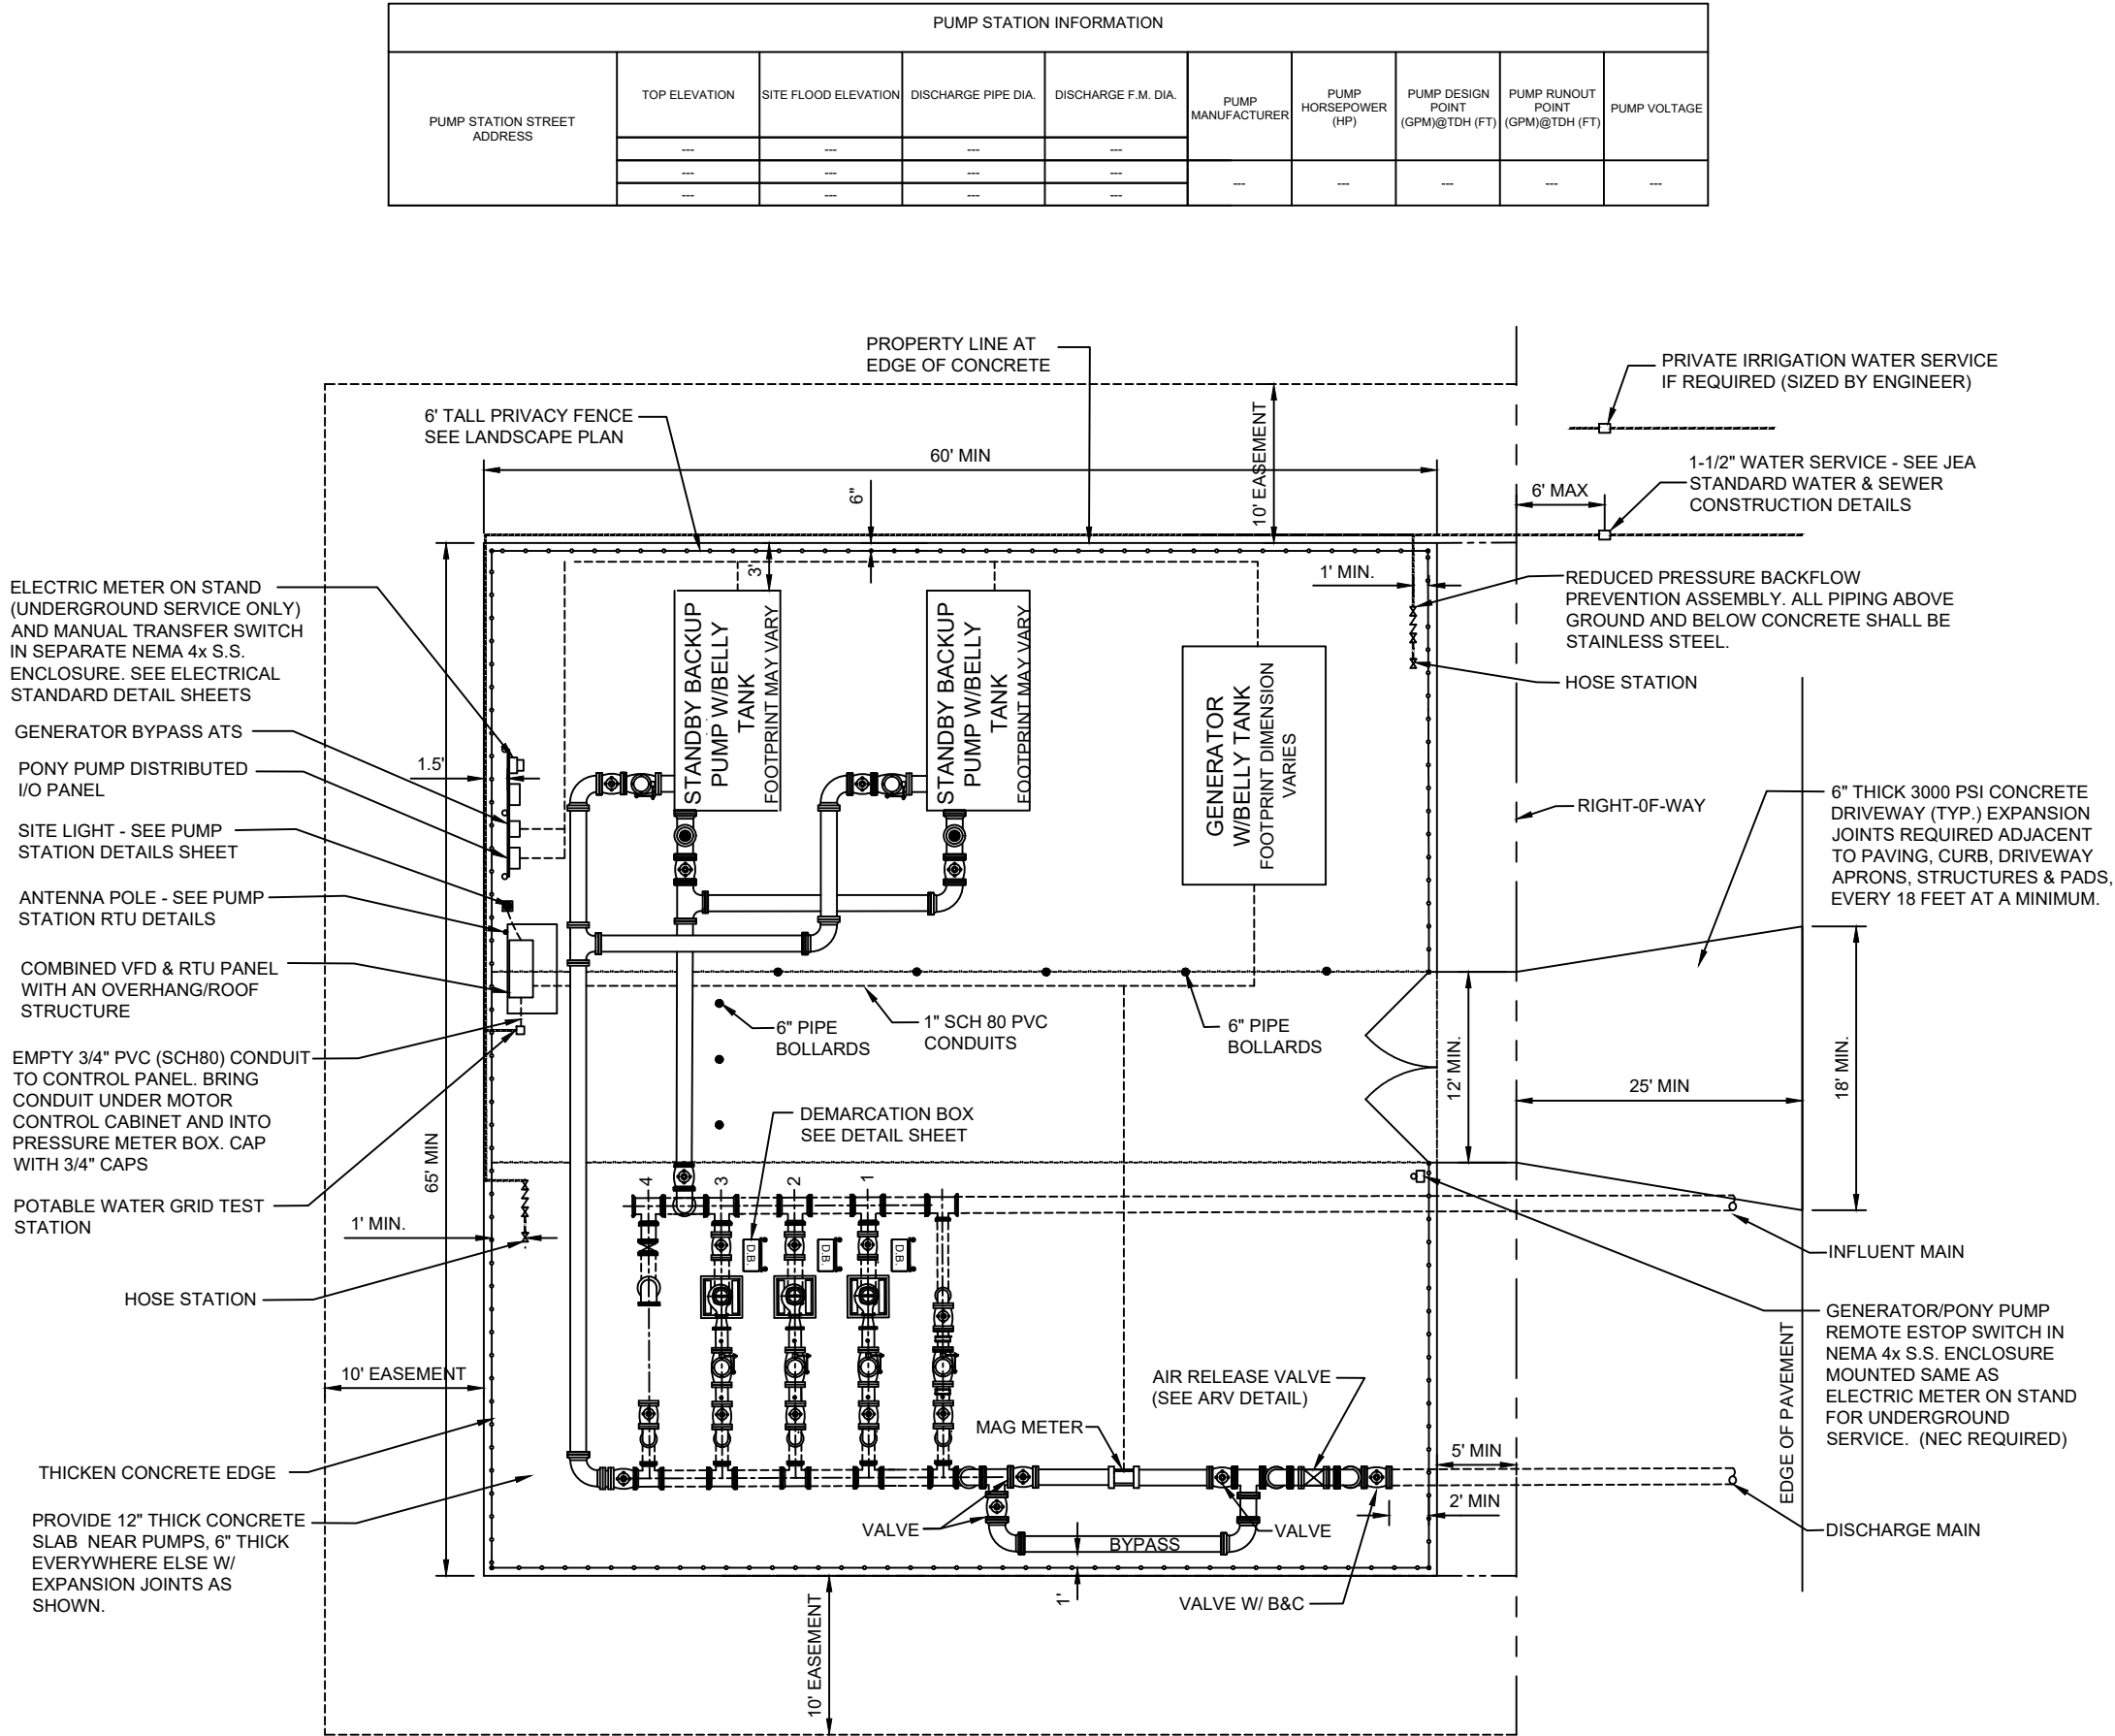 PUMP STATION INFORMATION
PUMP STATION STREET
ADDRESS
TOP ELEVATION
SITE FLOOD ELEVATION
DISCHARGE PIPE DIA.
DISCHARGE F.M. DIA.
PUMP
MANUFACTURER
PUMP
HORSEPOWER
(HP)
PUMP DESIGN
POINT
(GPM)@TDH (FT)
PUMP RUNOUT
POINT
(GPM)@TDH (FT)
PUMP VOLTAGE
--- --- --- ---
--- --- --- ---
--- --- --- --- ---
--- --- --- ---
PROPERTY LINE AT
EDGE OF CONCRETE
PRIVATE IRRIGATION WATER SERVICE
IF REQUIRED (SIZED BY ENGINEER)
6' TALL PRIVACY FENCE
SEE LANDSCAPE PLAN
10' EASEMENT
60' MIN
6"
6' MAX
1-1/2" WATER SERVICE - SEE JEA
STANDARD WATER & SEWER
CONSTRUCTION DETAILS
3'
1' MIN.
REDUCED PRESSURE BACKFLOW
PREVENTION ASSEMBLY. ALL PIPING ABOVE
GROUND AND BELOW CONCRETE SHALL BE
STAINLESS STEEL.
HOSE STATION
ELECTRIC METER ON STAND
(UNDERGROUND SERVICE ONLY)
AND MANUAL TRANSFER SWITCH
IN SEPARATE NEMA 4x S.S.
ENCLOSURE. SEE ELECTRICAL
STANDARD DETAIL SHEETS
STANDBY BACKUP
PUMP W/BELLY
TANK
FOOTPRINT MAY VARY
STANDBY BACKUP
PUMP W/BELLY
TANK
FOOTPRINT MAY VARY
GENERATOR
W/BELLY TANK
FOOTPRINT DIMENSION
VARIES
GENERATOR BYPASS ATS
1.5'
PONY PUMP DISTRIBUTED
I/O PANEL
SITE LIGHT - SEE PUMP
STATION DETAILS SHEET
ANTENNA POLE - SEE PUMP
STATION RTU DETAILS
COMBINED VFD & RTU PANEL
WITH AN OVERHANG/ROOF
STRUCTURE
RIGHT-0F-WAY
6" THICK 3000 PSI CONCRETE
DRIVEWAY (TYP.) EXPANSION
JOINTS REQUIRED ADJACENT
TO PAVING, CURB, DRIVEWAY
APRONS, STRUCTURES & PADS,
EVERY 18 FEET AT A MINIMUM.
6" PIPE
BOLLARDS
1" SCH 80 PVC
CONDUITS
6" PIPE
BOLLARDS
12' MIN.
25' MIN
18' MIN.
EMPTY 3/4" PVC (SCH80) CONDUIT
TO CONTROL PANEL. BRING
CONDUIT UNDER MOTOR
CONTROL CABINET AND INTO
PRESSURE METER BOX. CAP
WITH 3/4" CAPS
65' MIN
DEMARCATION BOX
SEE DETAIL SHEET
POTABLE WATER GRID TEST
STATION
1' MIN.
4
3
2
1
D.B.
D.B.
D.B.
INFLUENT MAIN
HOSE STATION
GENERATOR/PONY PUMP
REMOTE ESTOP SWITCH IN
NEMA 4x S.S. ENCLOSURE
MOUNTED SAME AS
ELECTRIC METER ON STAND
FOR UNDERGROUND
SERVICE. (NEC REQUIRED)
10' EASEMENT
AIR RELEASE VALVE
(SEE ARV DETAIL)
MAG METER
EDGE OF PAVEMENT
THICKEN CONCRETE EDGE
5' MIN
2' MIN
PROVIDE 12" THICK CONCRETE
SLAB NEAR PUMPS, 6" THICK
EVERYWHERE ELSE W/
EXPANSION JOINTS AS
SHOWN.
VALVE
BYPASS
VALVE
DISCHARGE MAIN
1'
VALVE W/ B&C
10' EASEMENT